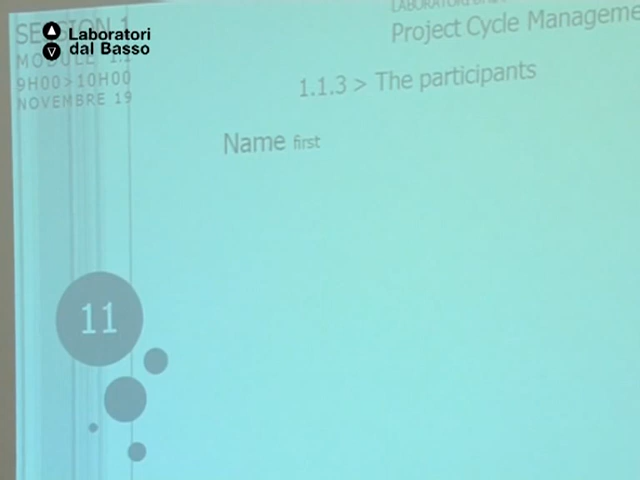 SESSION 1
MODULE 1.1
9H00>10H00
NOVEMBRE 19
Laboratori
dal Basso
Project Cycle Manageme
1.1.3 > The participants
Name first
11